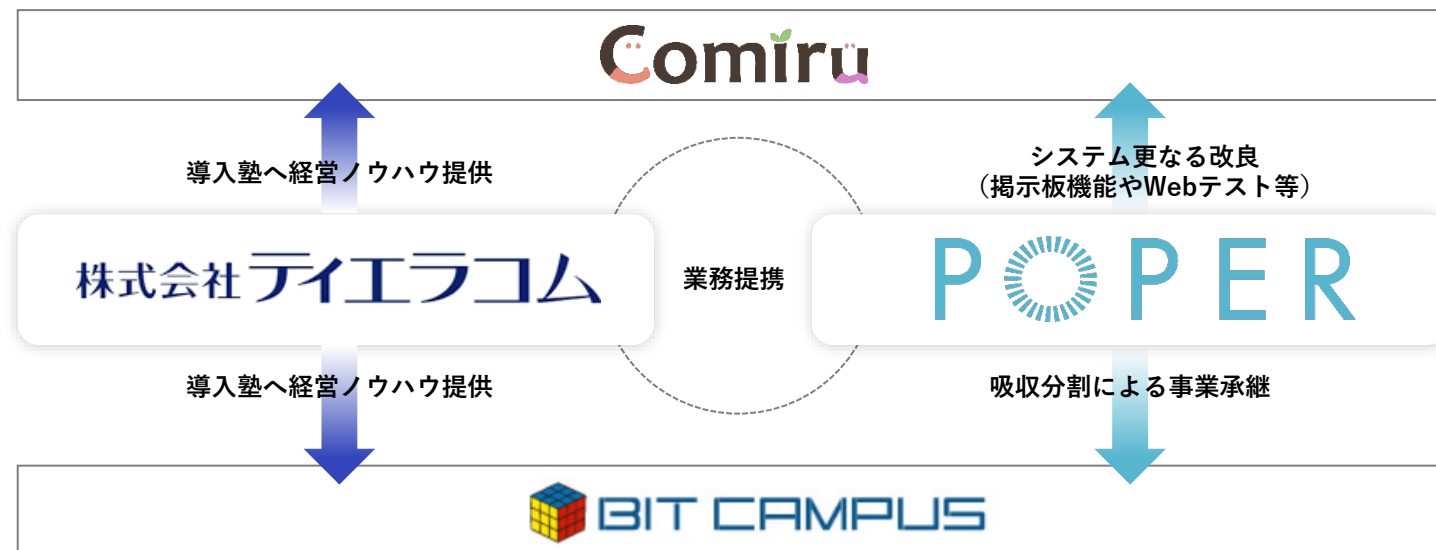 Comiru
導入塾へ経営ノウハウ提供
システム更なる改良
（掲示板機能やWebテスト等）
株式会社ティエラコム
業務提携
POPER
導入塾へ経営ノウハウ提供
吸収分割による事業承継
BIT CAMPUS